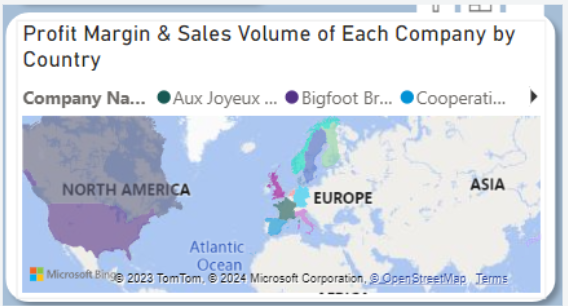 Profit Margin & Sales Volume of Each Company by
Country
Company Na... Aux Joyeux ... Bigfoot Br... Cooperati...
NORTH AMERICA
EUROPE
ASIA
Atlantic
Ocean
Microsoft Bing
© 2023 TomTom, © 2024 Microsoft Corporation, © OpenStreetMap Terms